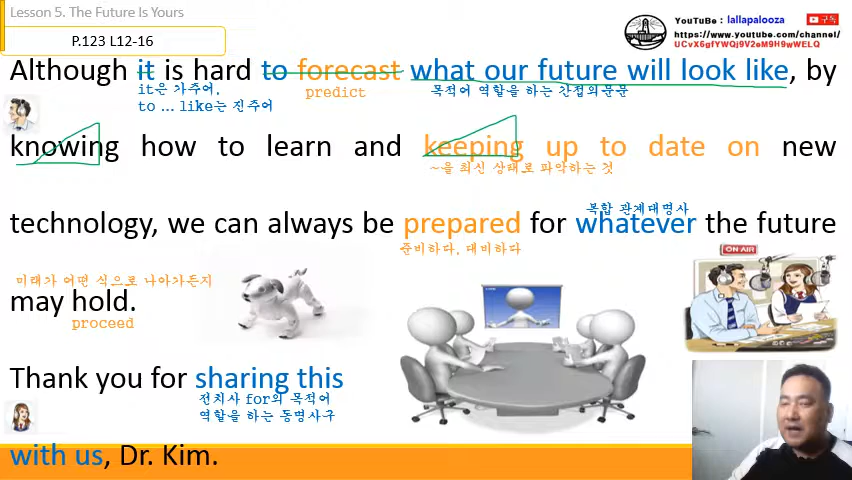 Lesson 5. The Future Is Yours
P.123 L12-16
YouTuBe : lallapalooza
구독
https://www.youtube.com/channel/
UCvX6gfYWQj9V2eM9H9wWELQ
Although it is hard to forecast what our future will look like, by
it은 가주어,
to ... like는 진주어
predict
목적어 역할을 하는 간접의문문
knowing how to learn and keeping up to date on new
~을 최신 상태로 파악하는 것
복합 관계대명사
technology, we can always be prepared for whatever the future
준비하다, 대비하다
ON AIR
미래가 어떤 식으로 나아가든지
may hold.
proceed
Thank you for sharing this
전치사 for의 목적어
역할을 하는 동명사구
with us, Dr. Kim.